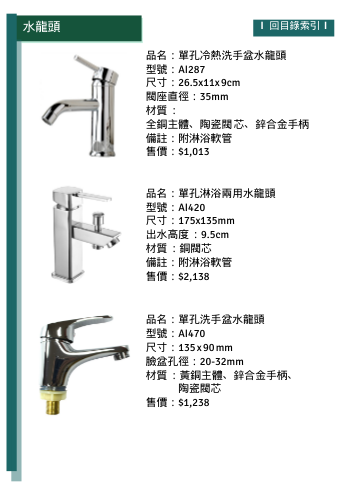 水龍頭
I 回目錄索引 I
品名：單孔冷熱洗手盆水龍頭
型號：AI287
尺寸：26.5x11x9cm
閥座直徑：35mm
材質：
全銅主體、陶瓷閥芯、鋅合金手柄
備註：附淋浴軟管
售價：$1,013
品名：單孔淋浴兩用水龍頭
型號：AI420
尺寸：175x135mm
出水高度：9.5cm
材質：銅閥芯
備註：附淋浴軟管
售價：$2,138
品名：單孔洗手盆水龍頭
型號：AI470
尺寸：135x90mm
臉盆孔徑：20-32mm
材質：黃銅主體、鋅合金手柄、
陶瓷閥芯
售價：$1,238